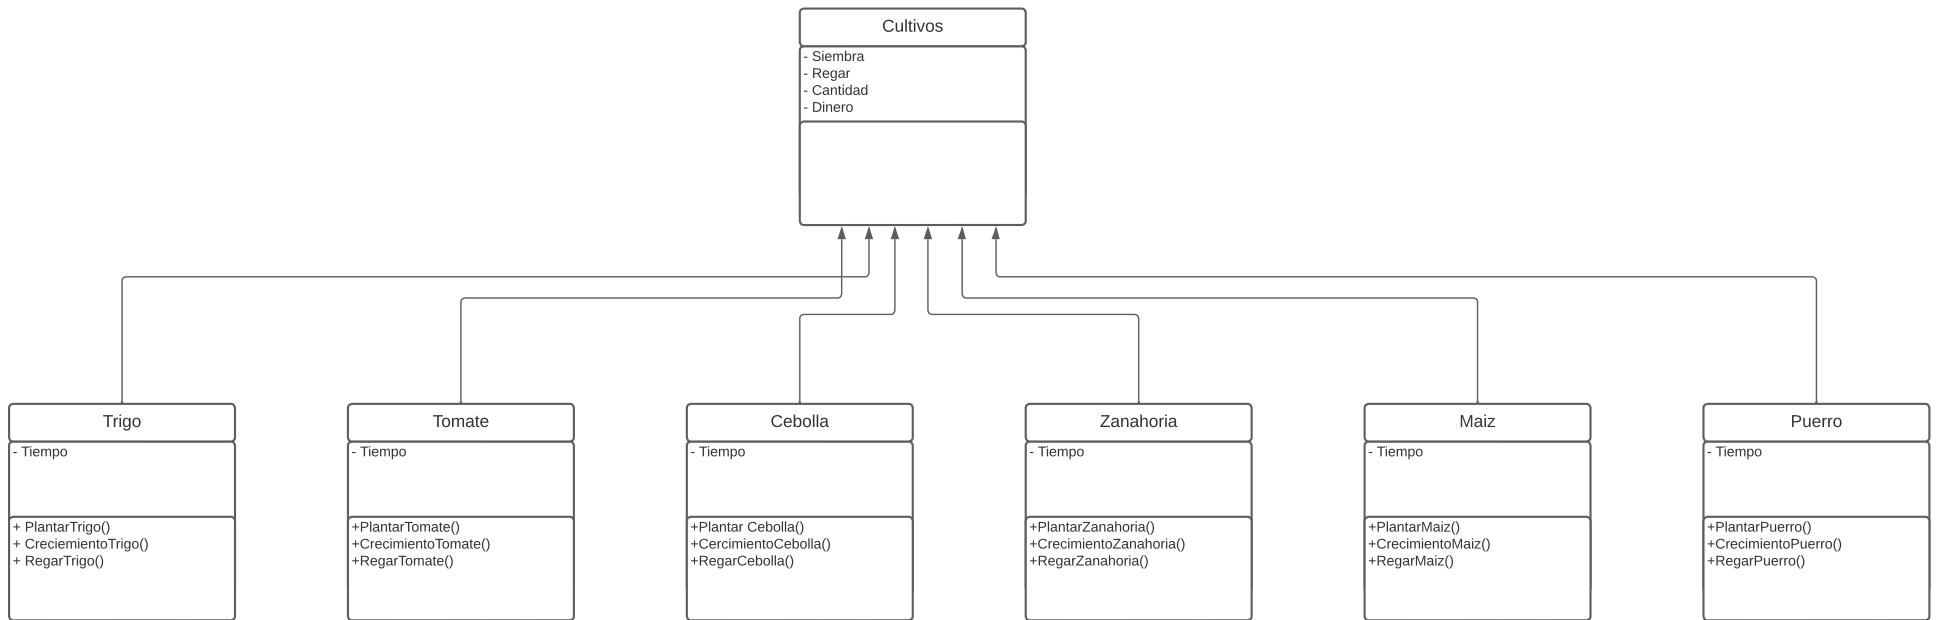 Cultivos
- Siembra
- Regar
- Cantidad
- Dinero
Trigo
- Tiempo
+ PlantarTrigo()
+ CreciemientoTrigo()
+ RegarTrigo()
Tomate
- Tiempo
+PlantarTomate()
+CrecimientoTomate()
+RegarTomate()
Cebolla
- Tiempo
+Plantar Cebolla()
+CercimientoCebolla()
+RegarCebolla()
Zanahoria
- Tiempo
+PlantarZanahoria()
+CrecimientoZanahoria()
+RegarZanahoria()
Maiz
- Tiempo
+PlantarMaiz()
+CrecimientoMaiz()
+RegarMaiz()
Puerro
- Tiempo
+PlantarPuerro()
+CrecimientoPuerro()
+RegarPuerro()